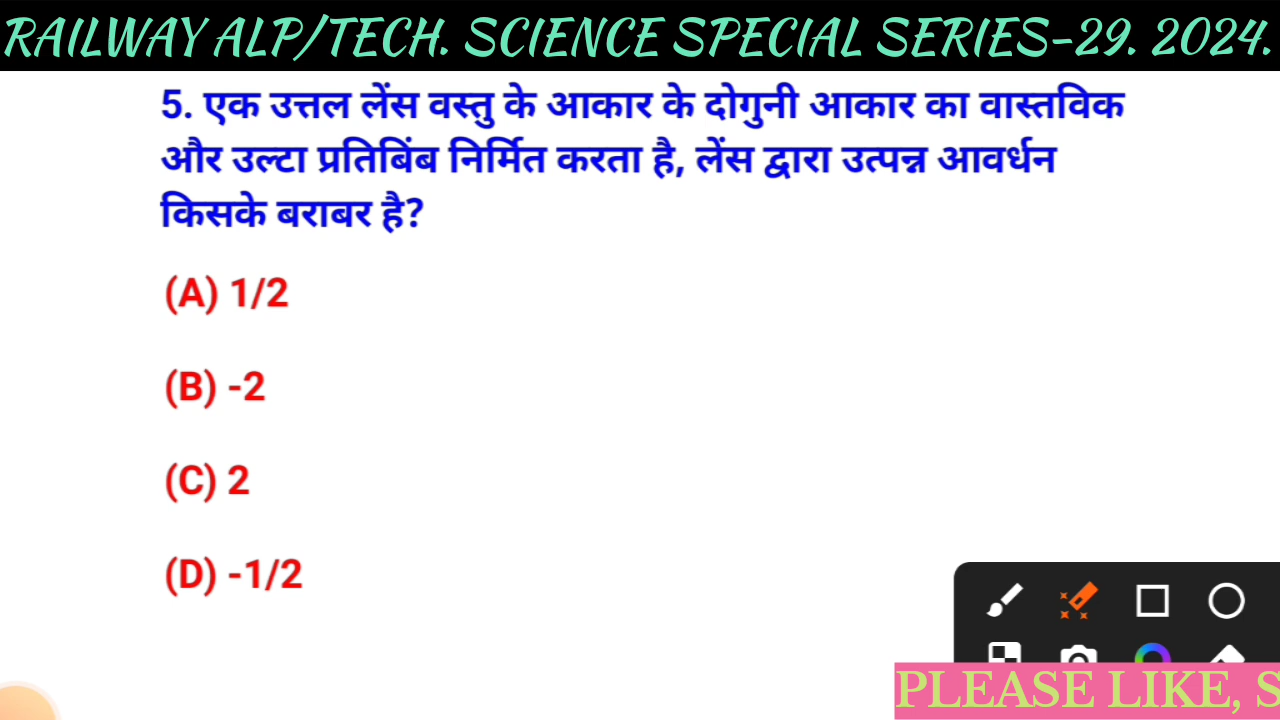 RAILWAY ALP/TECH. SCIENCE SPECIAL SERIES-29. 2024.
5. एक उत्तल लेंस वस्तु के आकार के दोगुनी आकार का वास्तविक
और उल्टा प्रतिबिंब निर्मित करता है, लेंस द्वारा उत्पन्न आवर्धन
किसके बराबर है?
(A) 1/2
(B) -2
(C) 2
(D) -1/2
PLEASE LIKE, S